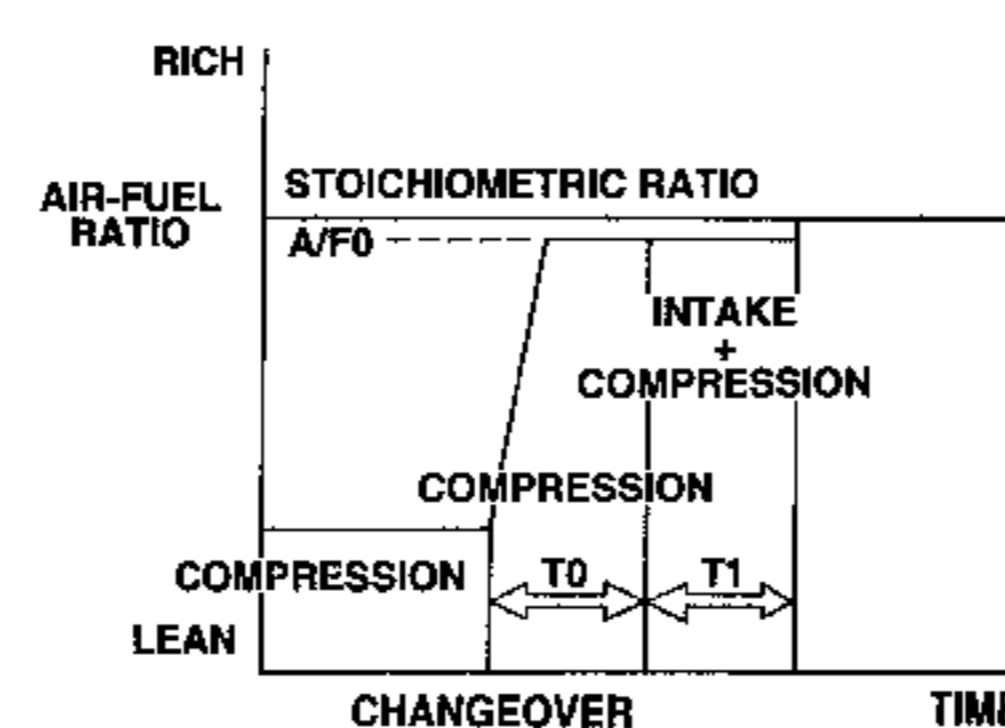 RICH
STOICHIOMETRIC RATIO
AIR-FUEL
RATIO
A/F0
INTAKE
+
COMPRESSION
COMPRESSION
COMPRESSION
T0
T1
LEAN
CHANGEOVER